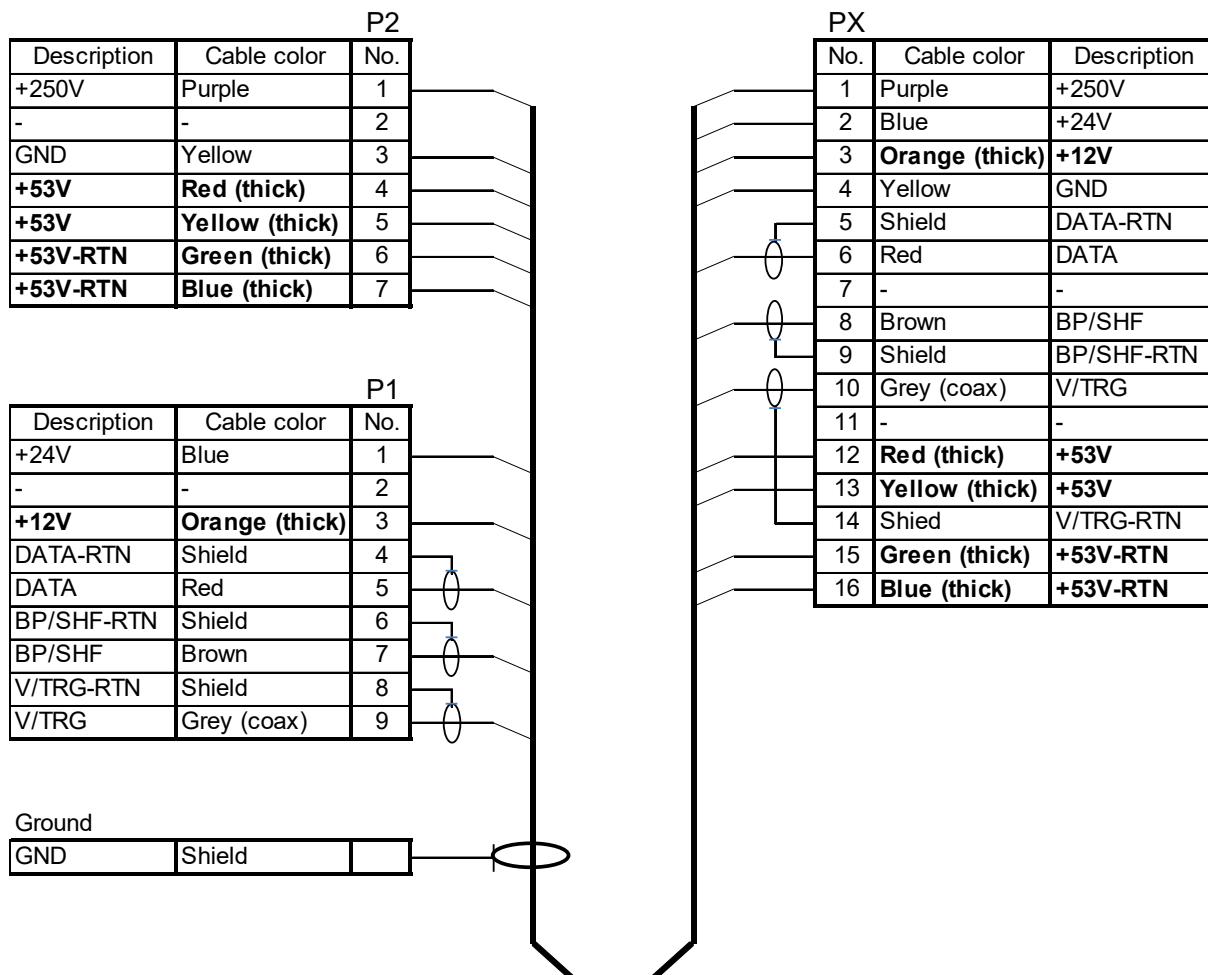 P2
Description Cable color No.
+250V Purple 1
- - 2
GND Yellow 3
+53V Red (thick) 4
+53V Yellow (thick) 5
+53V-RTN Green (thick) 6
+53V-RTN Blue (thick) 7
P1
Description Cable color No.
+24V Blue 1
- - 2
+12V Orange (thick) 3
DATA-RTN Shield 4
DATA Red 5
BP/SHF-RTN Shield 6
BP/SHF Brown 7
V/TRG-RTN Shield 8
V/TRG Grey (coax) 9
Ground
GND Shield
PX
No. Cable color Description
1 Purple +250V
2 Blue +24V
3 Orange (thick) +12V
4 Yellow GND
5 Shield DATA-RTN
6 Red DATA
7 - -
8 Brown BP/SHF
9 Shield BP/SHF-RTN
10 Grey (coax) V/TRG
11 - -
12 Red (thick) +53V
13 Yellow (thick) +53V
14 Shied V/TRG-RTN
15 Green (thick) +53V-RTN
16 Blue (thick) +53V-RTN